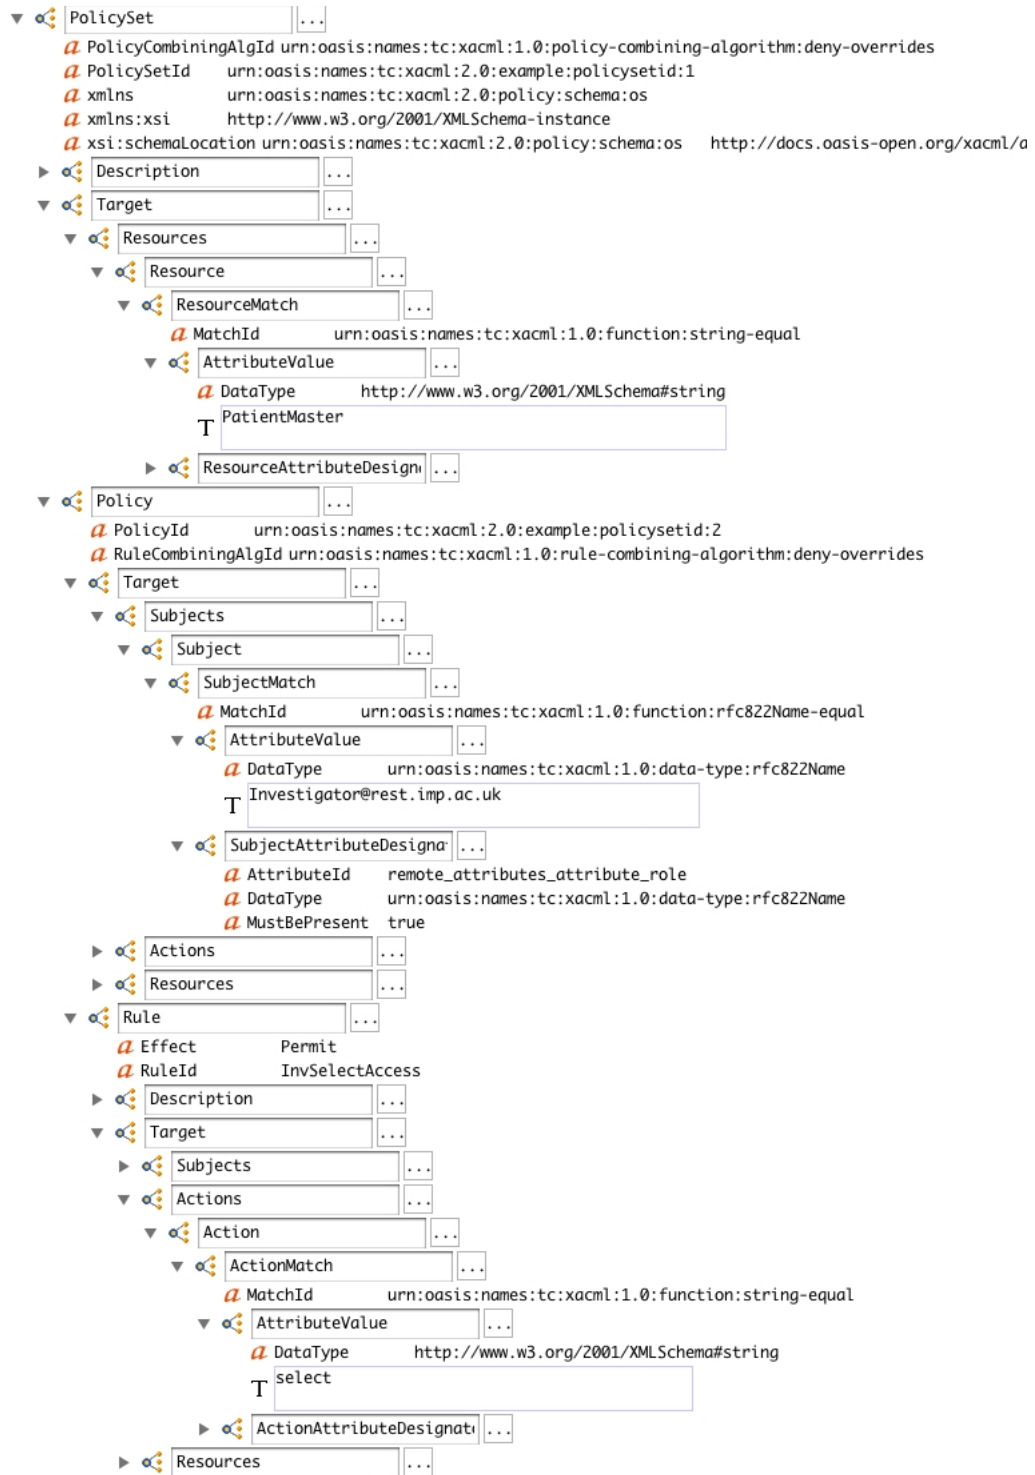 PolicySet ...
PolicyCombiningAlgId urn:oasis:names:tc:xacml:1.0:policy-combining-algorithm:deny-overrides
PolicySetId urn:oasis:names:tc:xacml:2.0:example:policysetid:1
xmlns urn:oasis:names:tc:xacml:2.0:policy:schema:os
xmlns:xsi http://www.w3.org/2001/XMLSchema-instance
xsi:schemaLocation urn:oasis:names:tc:xacml:2.0:policy:schema:os http://docs.oasis-open.org/xacml/a
Description ...
Target ...
Resources ...
Resource ...
ResourceMatch ...
MatchId urn:oasis:names:tc:xacml:1.0:function:string-equal
AttributeValue ...
DataType http://www.w3.org/2001/XMLSchema#string
T PatientMaster
ResourceAttributeDesign ...
Policy ...
PolicyId urn:oasis:names:tc:xacml:2.0:example:policysetid:2
RuleCombiningAlgId urn:oasis:names:tc:xacml:1.0:rule-combining-algorithm:deny-overrides
Target ...
Subjects ...
Subject ...
SubjectMatch ...
MatchId urn:oasis:names:tc:xacml:1.0:function:rfc822Name-equal
AttributeValue ...
DataType urn:oasis:names:tc:xacml:1.0:data-type:rfc822Name
T Investigator@rest.imp.ac.uk
SubjectAttributeDesigna ...
AttributeId remote_attributes_attribute_role
DataType urn:oasis:names:tc:xacml:1.0:data-type:rfc822Name
MustBePresent true
Actions ...
Resources ...
Rule ...
Effect Permit
RuleId InvSelectAccess
Description ...
Target ...
Subjects ...
Actions ...
Action ...
ActionMatch ...
MatchId urn:oasis:names:tc:xacml:1.0:function:string-equal
AttributeValue ...
DataType http://www.w3.org/2001/XMLSchema#string
T select
ActionAttributeDesignat ...
Resources ...